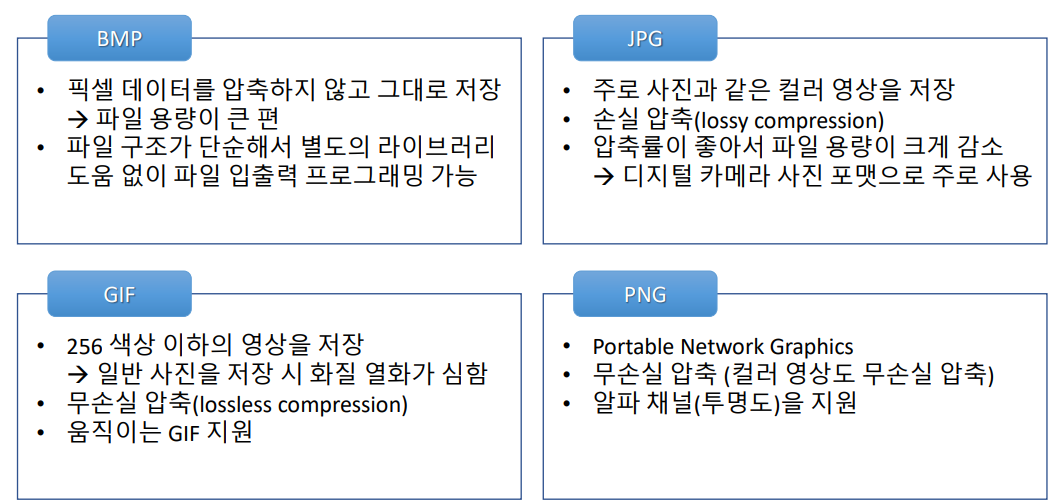 BMP
• 픽셀 데이터를 압축하지 않고 그대로 저장
→ 파일 용량이 큰 편
• 파일 구조가 단순해서 별도의 라이브러리
도움 없이 파일 입출력 프로그래밍 가능
JPG
• 주로 사진과 같은 컬러 영상을 저장
• 손실 압축(lossy compression)
• 압축률이 좋아서 파일 용량이 크게 감소
→ 디지털 카메라 사진 포맷으로 주로 사용
GIF
• 256 색상 이하의 영상을 저장
→ 일반 사진을 저장 시 화질 열화가 심함
• 무손실 압축(lossless compression)
• 움직이는 GIF 지원
PNG
• Portable Network Graphics
• 무손실 압축 (컬러 영상도 무손실 압축)
• 알파 채널(투명도)을 지원